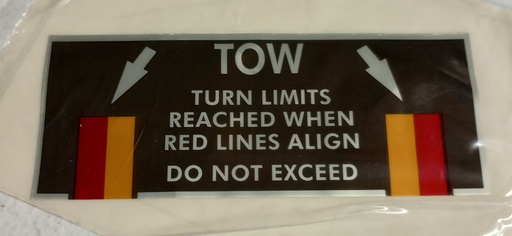 TOW
TURN LIMITS
REACHED WHEN
RED LINES ALIGN
DO NOT EXCEED